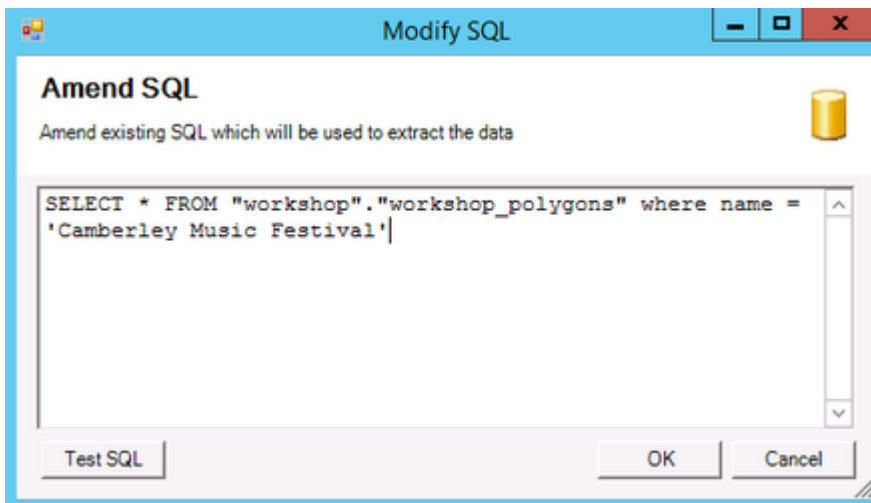 Modify SQL
Amend SQL
Amend existing SQL which will be used to extract the data
SELECT * FROM "workshop"."workshop_polygons" where name =
'Camberley Music Festival'
Test SQL
OK
Cancel